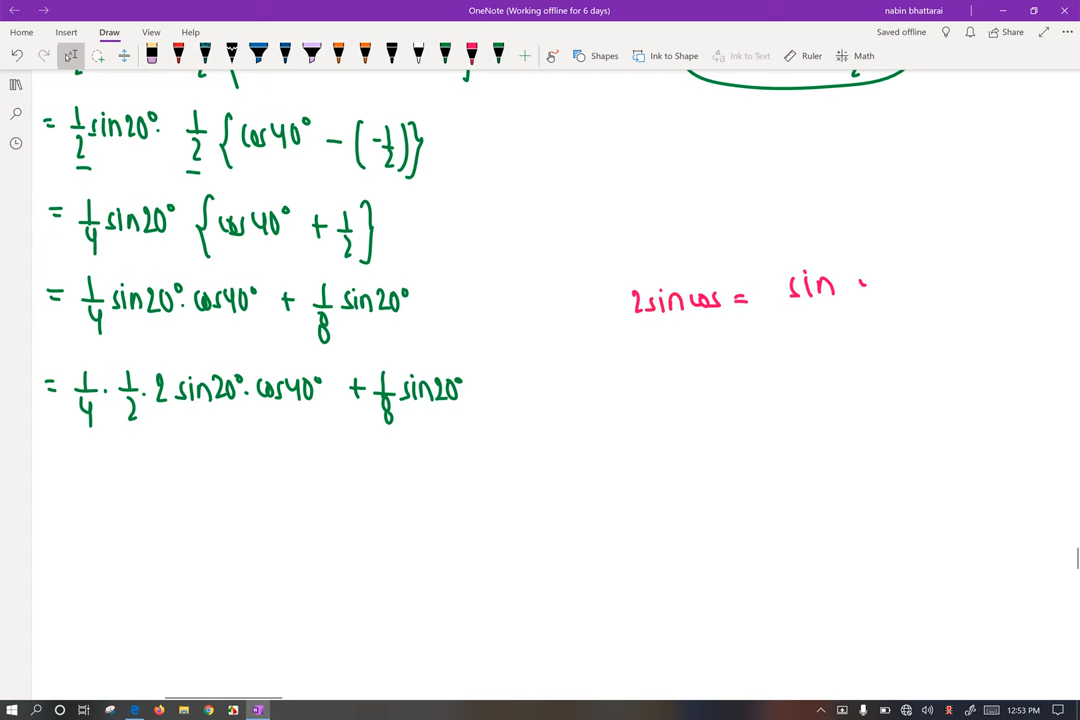 OneNote (Working offline for 6 days)
nabin bhattarai
Home Insert Draw View Help
Saved offline
Share
Shapes
Ink to Shape
Ink to Text
Ruler
Math
= 1/2 sin20°. 1/2 {cos40° - (-1/2)}
= 1/4 sin20° {cos40° + 1/2}
= 1/4 sin20°. cos40° + 1/8 sin20°
2sin cos = sin
= 1/4 . 1/2 . 2 sin20°. cos40° + 1/8 sin20°
12:53 PM